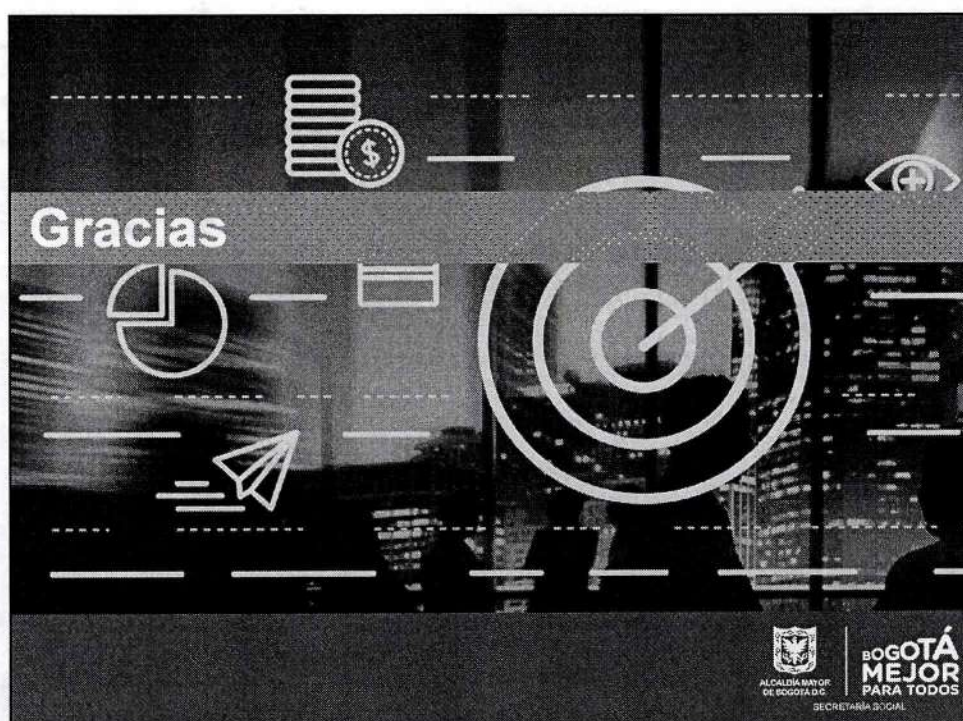 $
Gracias
ALCALDÍA MAYOR
DE BOGOTÁ D.C.
BOGOTÁ
MEJOR
PARA TODOS
SECRETARÍA SOCIAL